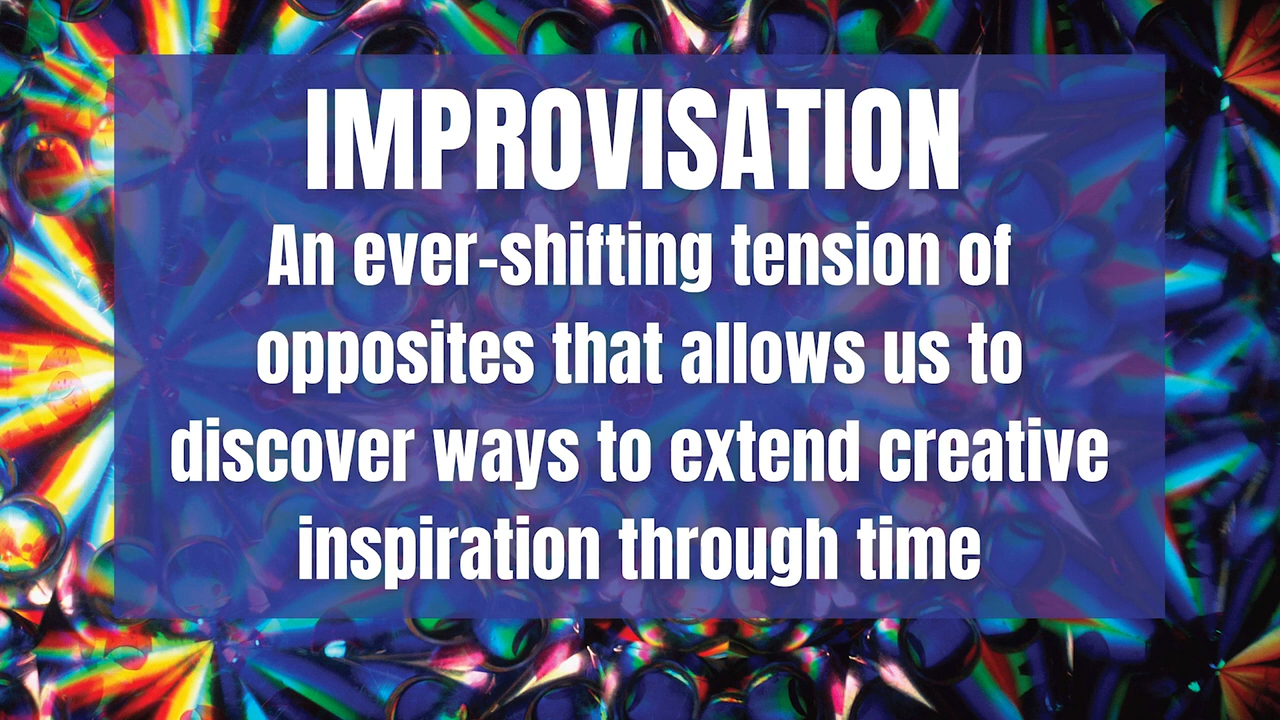 IMPROVISATION
An ever-shifting tension of
opposites that allows us to
discover ways to extend creative
inspiration through time